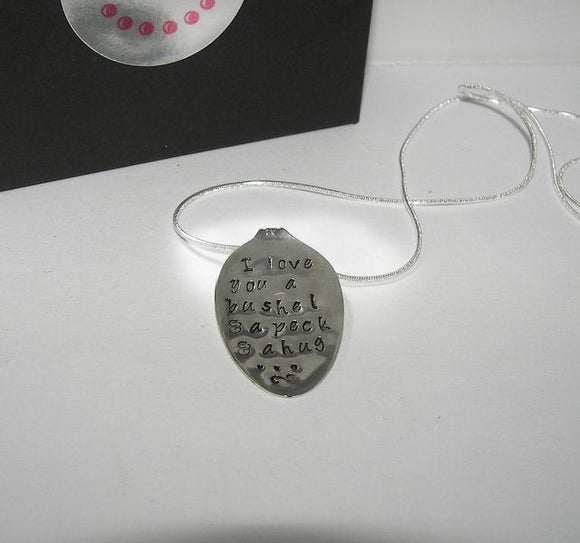 I love
you a
bushel
& a peck
& a hug